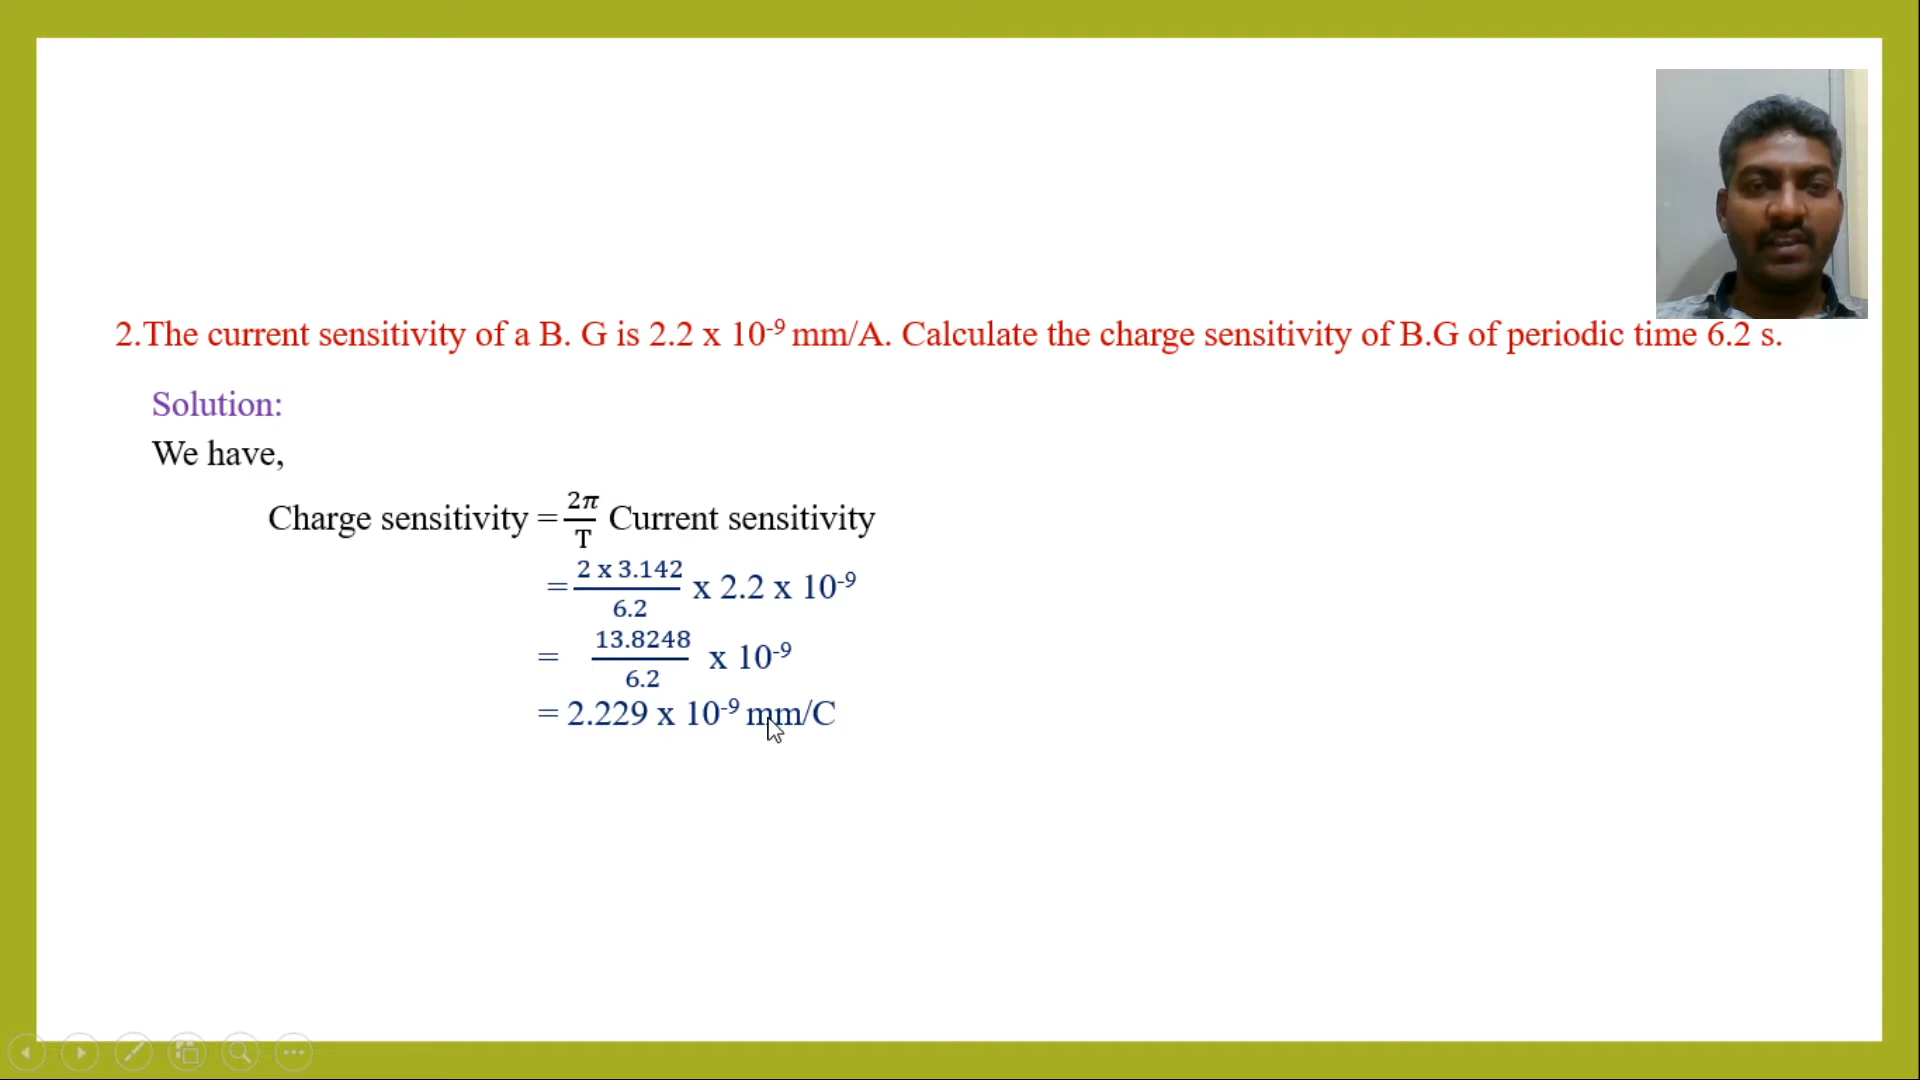 2.The current sensitivity of a B. G is 2.2 x 10⁻⁹ mm/A. Calculate the charge sensitivity of B.G of periodic time 6.2 s.
Solution:
We have,
Charge sensitivity = 2π/T Current sensitivity
= 2 x 3.142/6.2 x 2.2 x 10⁻⁹
= 13.8248/6.2 x 10⁻⁹
= 2.229 x 10⁻⁹ mm/C